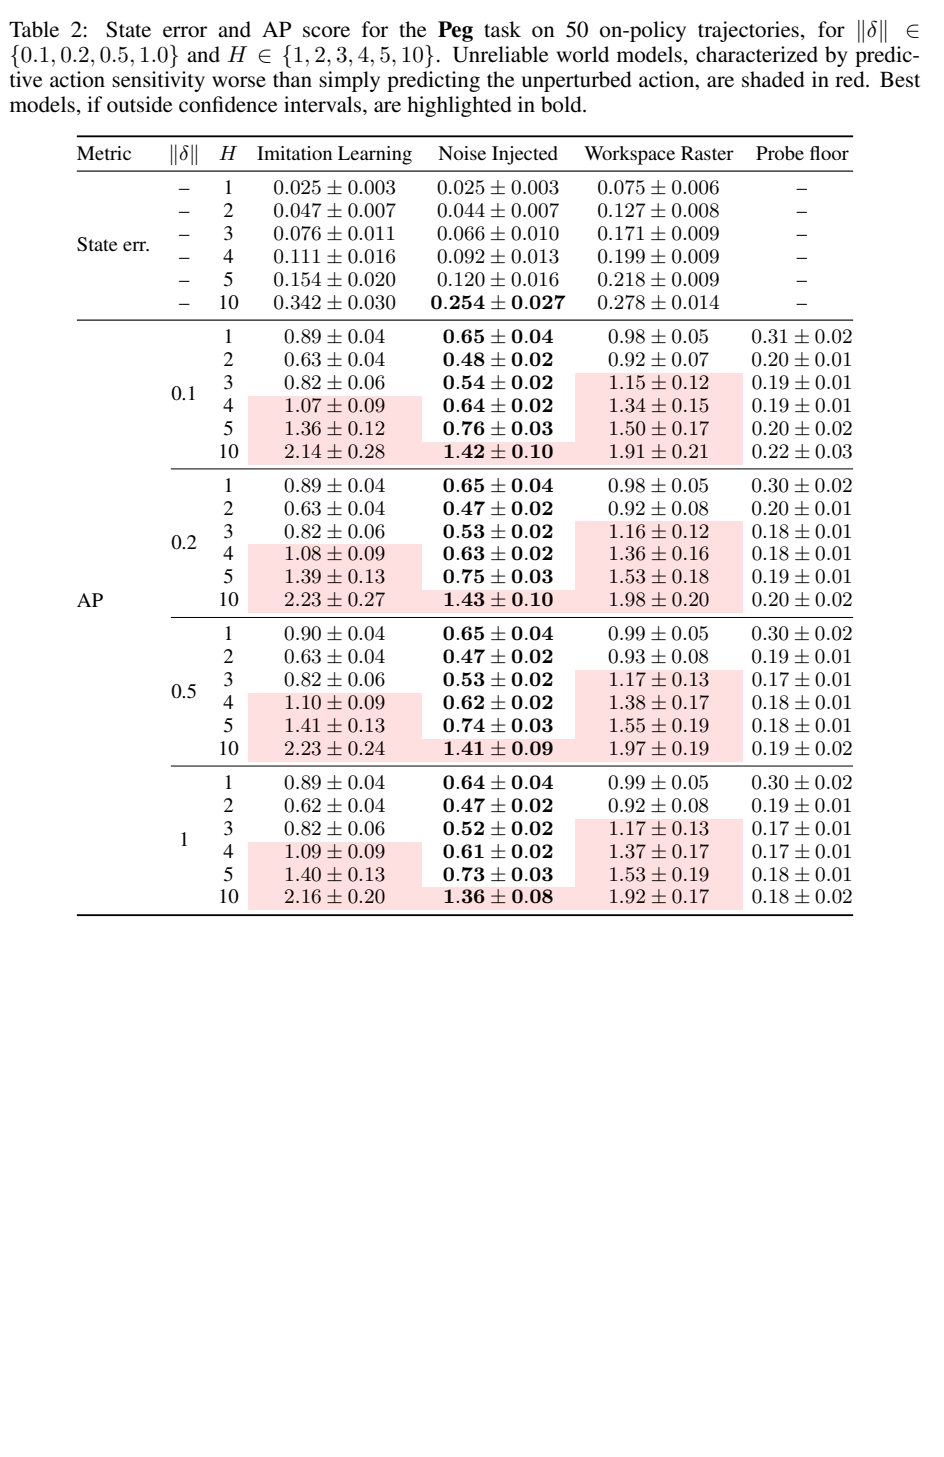 Table 2: State error and AP score for the Peg task on 50 on-policy trajectories, for ∥δ∥ ∈
{0.1, 0.2, 0.5, 1.0} and H ∈ {1, 2, 3, 4, 5, 10}. Unreliable world models, characterized by predic-
tive action sensitivity worse than simply predicting the unperturbed action, are shaded in red. Best
models, if outside confidence intervals, are highlighted in bold.
Metric ∥δ∥ H Imitation Learning Noise Injected Workspace Raster Probe floor
– 1 0.025 ± 0.003 0.025 ± 0.003 0.075 ± 0.006 –
– 2 0.047 ± 0.007 0.044 ± 0.007 0.127 ± 0.008 –
– 3 0.076 ± 0.011 0.066 ± 0.010 0.171 ± 0.009 –
State err.
– 4 0.111 ± 0.016 0.092 ± 0.013 0.199 ± 0.009 –
– 5 0.154 ± 0.020 0.120 ± 0.016 0.218 ± 0.009 –
– 10 0.342 ± 0.030 0.254 ± 0.027 0.278 ± 0.014 –
1 0.89 ± 0.04 0.65 ± 0.04 0.98 ± 0.05 0.31 ± 0.02
2 0.63 ± 0.04 0.48 ± 0.02 0.92 ± 0.07 0.20 ± 0.01
3 0.82 ± 0.06 0.54 ± 0.02 1.15 ± 0.12 0.19 ± 0.01
0.1
4 1.07 ± 0.09 0.64 ± 0.02 1.34 ± 0.15 0.19 ± 0.01
5 1.36 ± 0.12 0.76 ± 0.03 1.50 ± 0.17 0.20 ± 0.02
10 2.14 ± 0.28 1.42 ± 0.10 1.91 ± 0.21 0.22 ± 0.03
1 0.89 ± 0.04 0.65 ± 0.04 0.98 ± 0.05 0.30 ± 0.02
2 0.63 ± 0.04 0.47 ± 0.02 0.92 ± 0.08 0.20 ± 0.01
3 0.82 ± 0.06 0.53 ± 0.02 1.16 ± 0.12 0.18 ± 0.01
0.2
4 1.08 ± 0.09 0.63 ± 0.02 1.36 ± 0.16 0.18 ± 0.01
5 1.39 ± 0.13 0.75 ± 0.03 1.53 ± 0.18 0.19 ± 0.01
AP 10 2.23 ± 0.27 1.43 ± 0.10 1.98 ± 0.20 0.20 ± 0.02
1 0.90 ± 0.04 0.65 ± 0.04 0.99 ± 0.05 0.30 ± 0.02
2 0.63 ± 0.04 0.47 ± 0.02 0.93 ± 0.08 0.19 ± 0.01
3 0.82 ± 0.06 0.53 ± 0.02 1.17 ± 0.13 0.17 ± 0.01
0.5
4 1.10 ± 0.09 0.62 ± 0.02 1.38 ± 0.17 0.18 ± 0.01
5 1.41 ± 0.13 0.74 ± 0.03 1.55 ± 0.19 0.18 ± 0.01
10 2.23 ± 0.24 1.41 ± 0.09 1.97 ± 0.19 0.19 ± 0.02
1 0.89 ± 0.04 0.64 ± 0.04 0.99 ± 0.05 0.30 ± 0.02
2 0.62 ± 0.04 0.47 ± 0.02 0.92 ± 0.08 0.19 ± 0.01
3 0.82 ± 0.06 0.52 ± 0.02 1.17 ± 0.13 0.17 ± 0.01
1
4 1.09 ± 0.09 0.61 ± 0.02 1.37 ± 0.17 0.17 ± 0.01
5 1.40 ± 0.13 0.73 ± 0.03 1.53 ± 0.19 0.18 ± 0.01
10 2.16 ± 0.20 1.36 ± 0.08 1.92 ± 0.17 0.18 ± 0.02